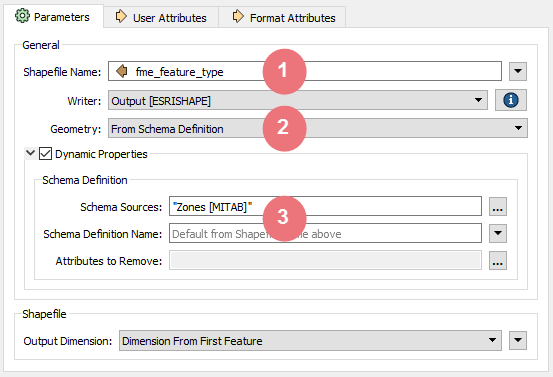 Parameters User Attributes Format Attributes
General
Shapefile Name: fme_feature_type 1
Writer: Output [ESRISHAPE]
Geometry: From Schema Definition 2
Dynamic Properties
Schema Definition
Schema Sources: "Zones [MITAB]" ...
3
Schema Definition Name: Default from Shapefi e above
Attributes to Remove: ...
Shapefile
Output Dimension: Dimension From First Feature